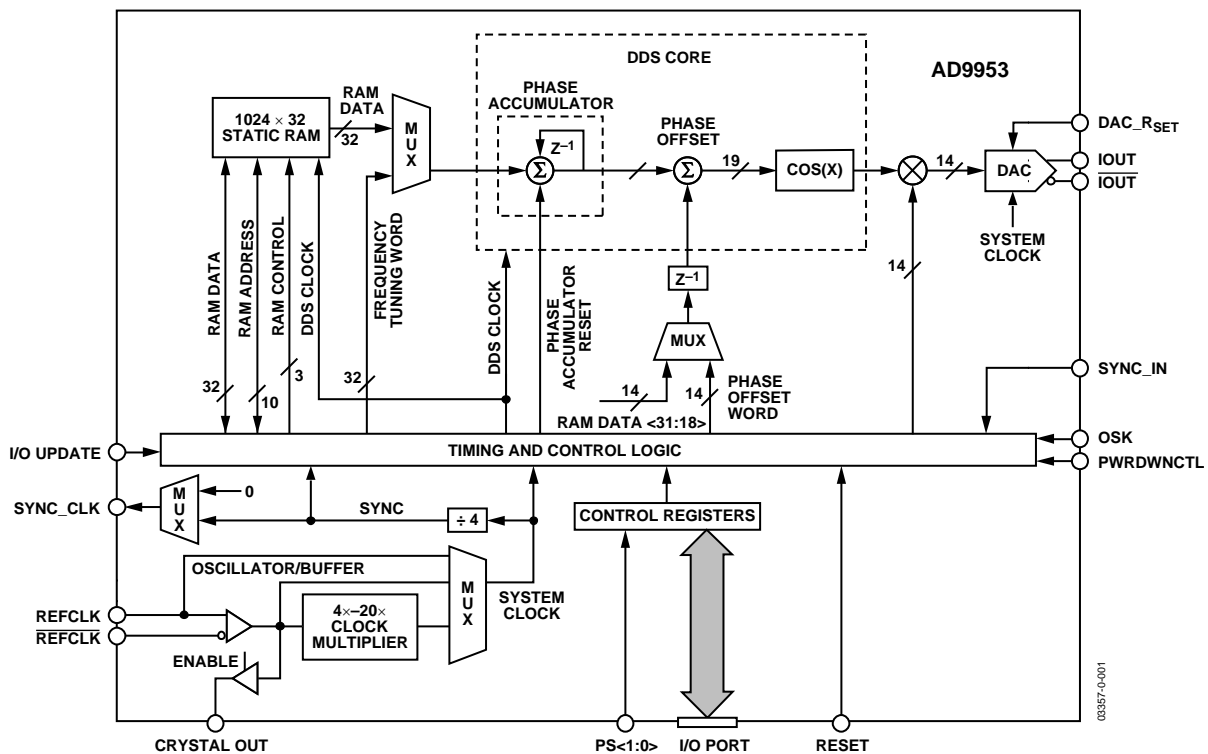 DDS CORE
AD9953
1024 × 32
STATIC RAM
RAM
DATA
32
MUX
PHASE
ACCUMULATOR
Z–1
Σ
PHASE
OFFSET
Σ
19
COS(X)
14
DAC
DAC_RSET
IOUT
IOUT
SYSTEM
CLOCK
RAM DATA
RAM ADDRESS
RAM CONTROL
DDS CLOCK
FREQUENCY
TUNING WORD
DDS CLOCK
PHASE
ACCUMULATOR
RESET
Z–1
MUX
14
32
10
3
32
14
14
PHASE
OFFSET
WORD
RAM DATA <31:18>
SYNC_IN
I/O UPDATE
TIMING AND CONTROL LOGIC
OSK
PWRDWNCTL
SYNC_CLK
MUX
0
SYNC
÷ 4
CONTROL REGISTERS
OSCILLATOR/BUFFER
MUX
SYSTEM
CLOCK
REFCLK
REFCLK
4×–20×
CLOCK
MULTIPLIER
ENABLE
CRYSTAL OUT
PS<1:0>
I/O PORT
RESET
03357-0-001